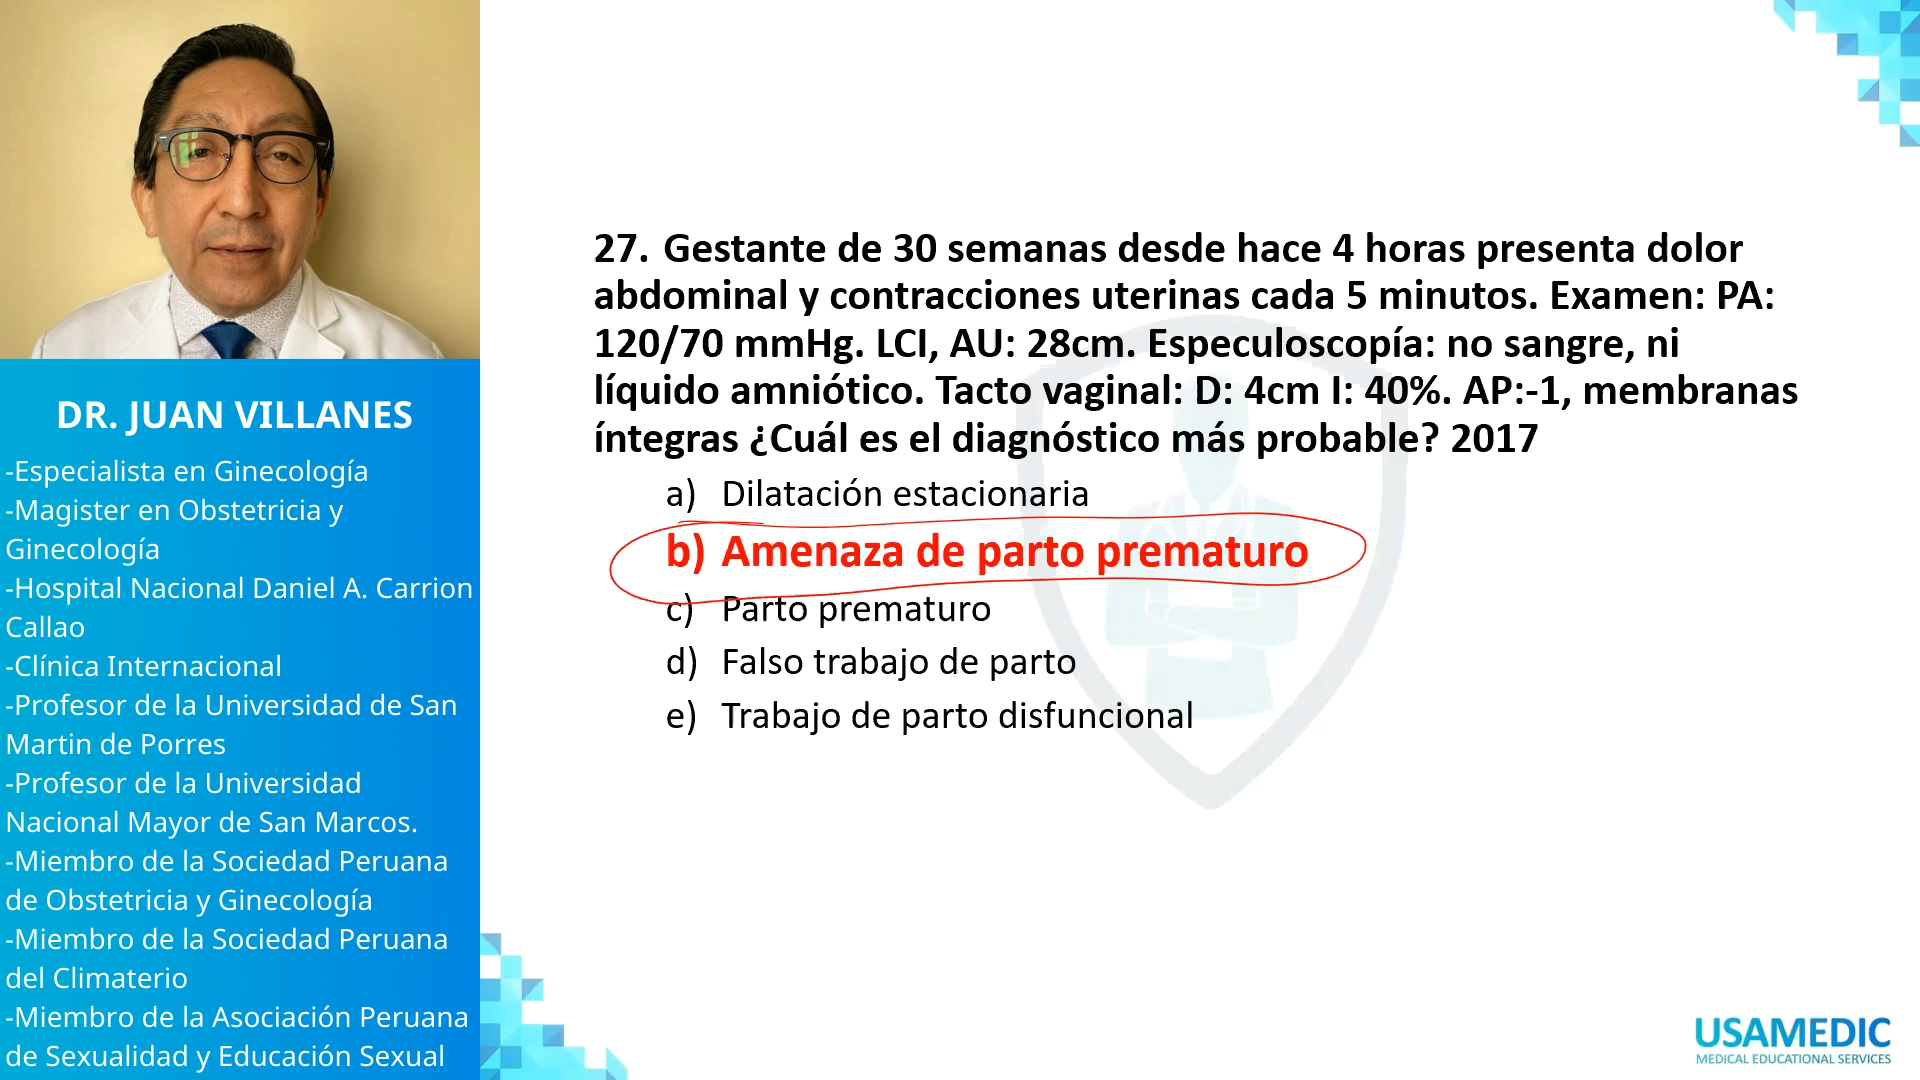 DR. JUAN VILLANES
-Especialista en Ginecología
-Magister en Obstetricia y
Ginecología
-Hospital Nacional Daniel A. Carrion
Callao
-Clínica Internacional
-Profesor de la Universidad de San
Martin de Porres
-Profesor de la Universidad
Nacional Mayor de San Marcos.
-Miembro de la Sociedad Peruana
de Obstetricia y Ginecología
-Miembro de la Sociedad Peruana
del Climaterio
-Miembro de la Asociación Peruana
de Sexualidad y Educación Sexual
27. Gestante de 30 semanas desde hace 4 horas presenta dolor
abdominal y contracciones uterinas cada 5 minutos. Examen: PA:
120/70 mmHg. LCI, AU: 28cm. Especuloscopía: no sangre, ni
líquido amniótico. Tacto vaginal: D: 4cm I: 40%. AP:-1, membranas
íntegras ¿Cuál es el diagnóstico más probable? 2017
a) Dilatación estacionaria
b) Amenaza de parto prematuro
c) Parto prematuro
d) Falso trabajo de parto
e) Trabajo de parto disfuncional
USAMEDIC
MEDICAL EDUCATIONAL SERVICES